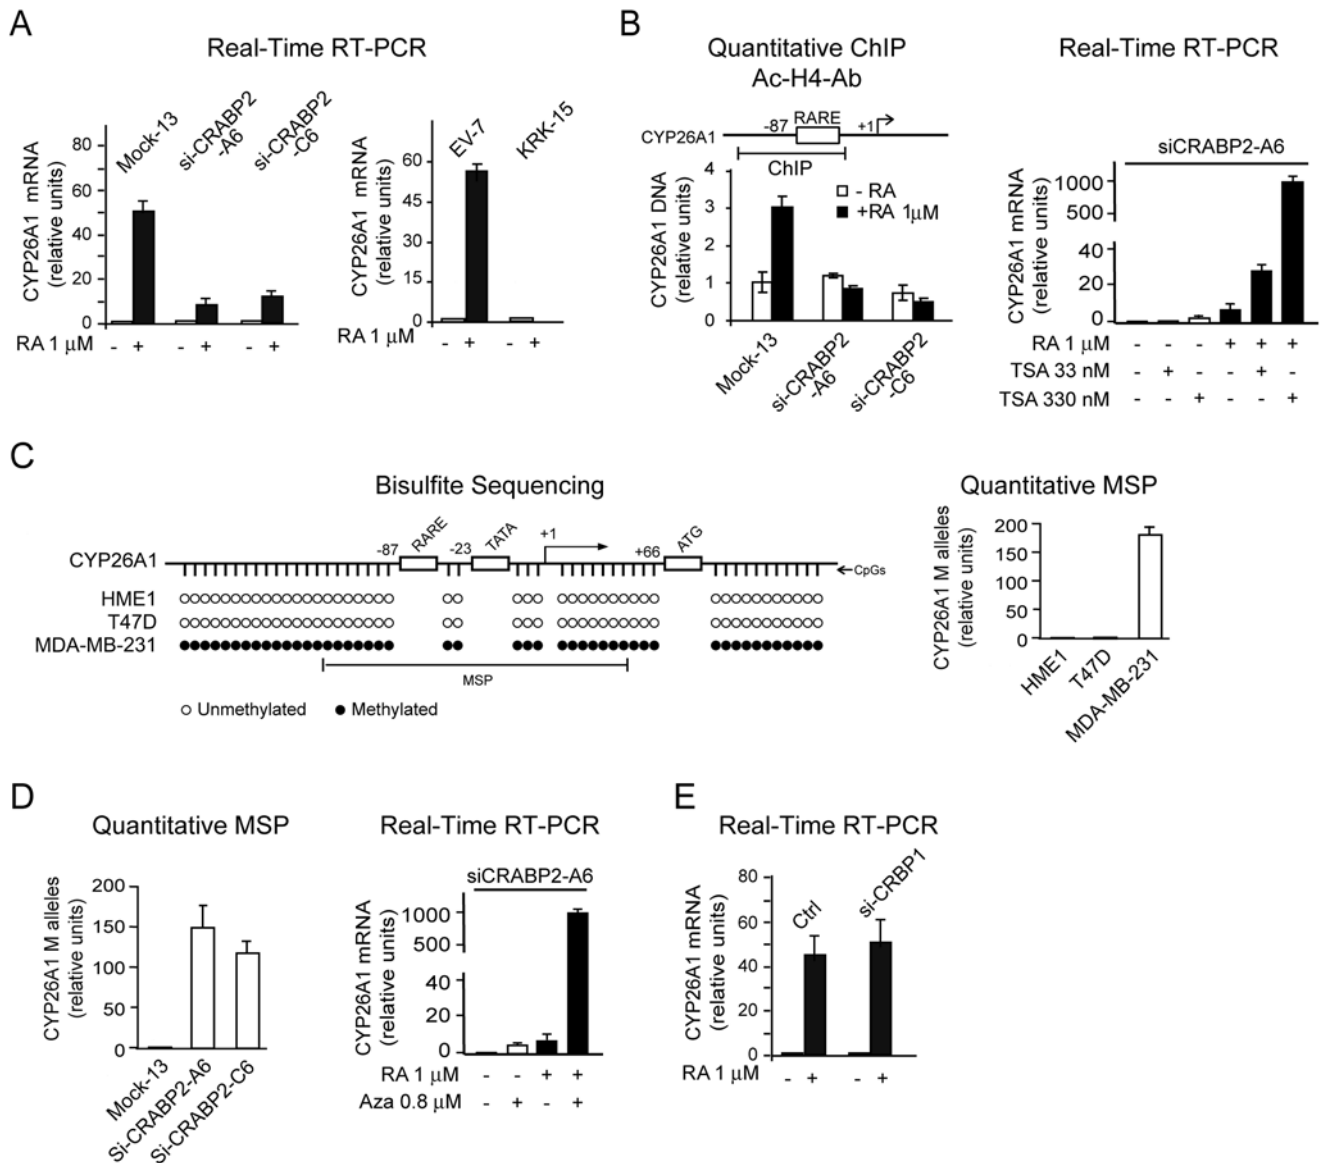 A
Real-Time RT-PCR
CYP26A1 mRNA
(relative units)
80
60
40
20
0
Mock-13
si-CRABP2
-A6
si-CRABP2
-C6
RA 1 μM - + - + - +
CYP26A1 mRNA
(relative units)
60
45
30
15
0
EV-7
KRK-15
RA 1 μM - + - +
B
Quantitative ChIP
Ac-H4-Ab
CYP26A1
-87
RARE
+1
ChIP
CYP26A1 DNA
(relative units)
4
3
2
1
0
- RA
+RA 1μM
Mock-13
si-CRABP2
-A6
si-CRABP2
-C6
Real-Time RT-PCR
siCRABP2-A6
CYP26A1 mRNA
(relative units)
1000
500
40
20
0
RA 1 μM - - - + + +
TSA 33 nM - + - - + -
TSA 330 nM - - + - - +
C
Bisulfite Sequencing
CYP26A1
-87
RARE
-23
TATA
+1
+66
ATG
CpGs
HME1
T47D
MDA-MB-231
MSP
Unmethylated
Methylated
Quantitative MSP
CYP26A1 M alleles
(relative units)
200
150
100
50
0
HME1
T47D
MDA-MB-231
D
Quantitative MSP
CYP26A1 M alleles
(relative units)
200
150
100
50
0
Mock-13
Si-CRABP2-A6
Si-CRABP2-C6
Real-Time RT-PCR
siCRABP2-A6
CYP26A1 mRNA
(relative units)
1000
500
40
20
0
RA 1 μM - - + +
Aza 0.8 μM - + - +
E
Real-Time RT-PCR
CYP26A1 mRNA
(relative units)
80
60
40
20
0
Ctrl
si-CRBP1
RA 1 μM - + - +